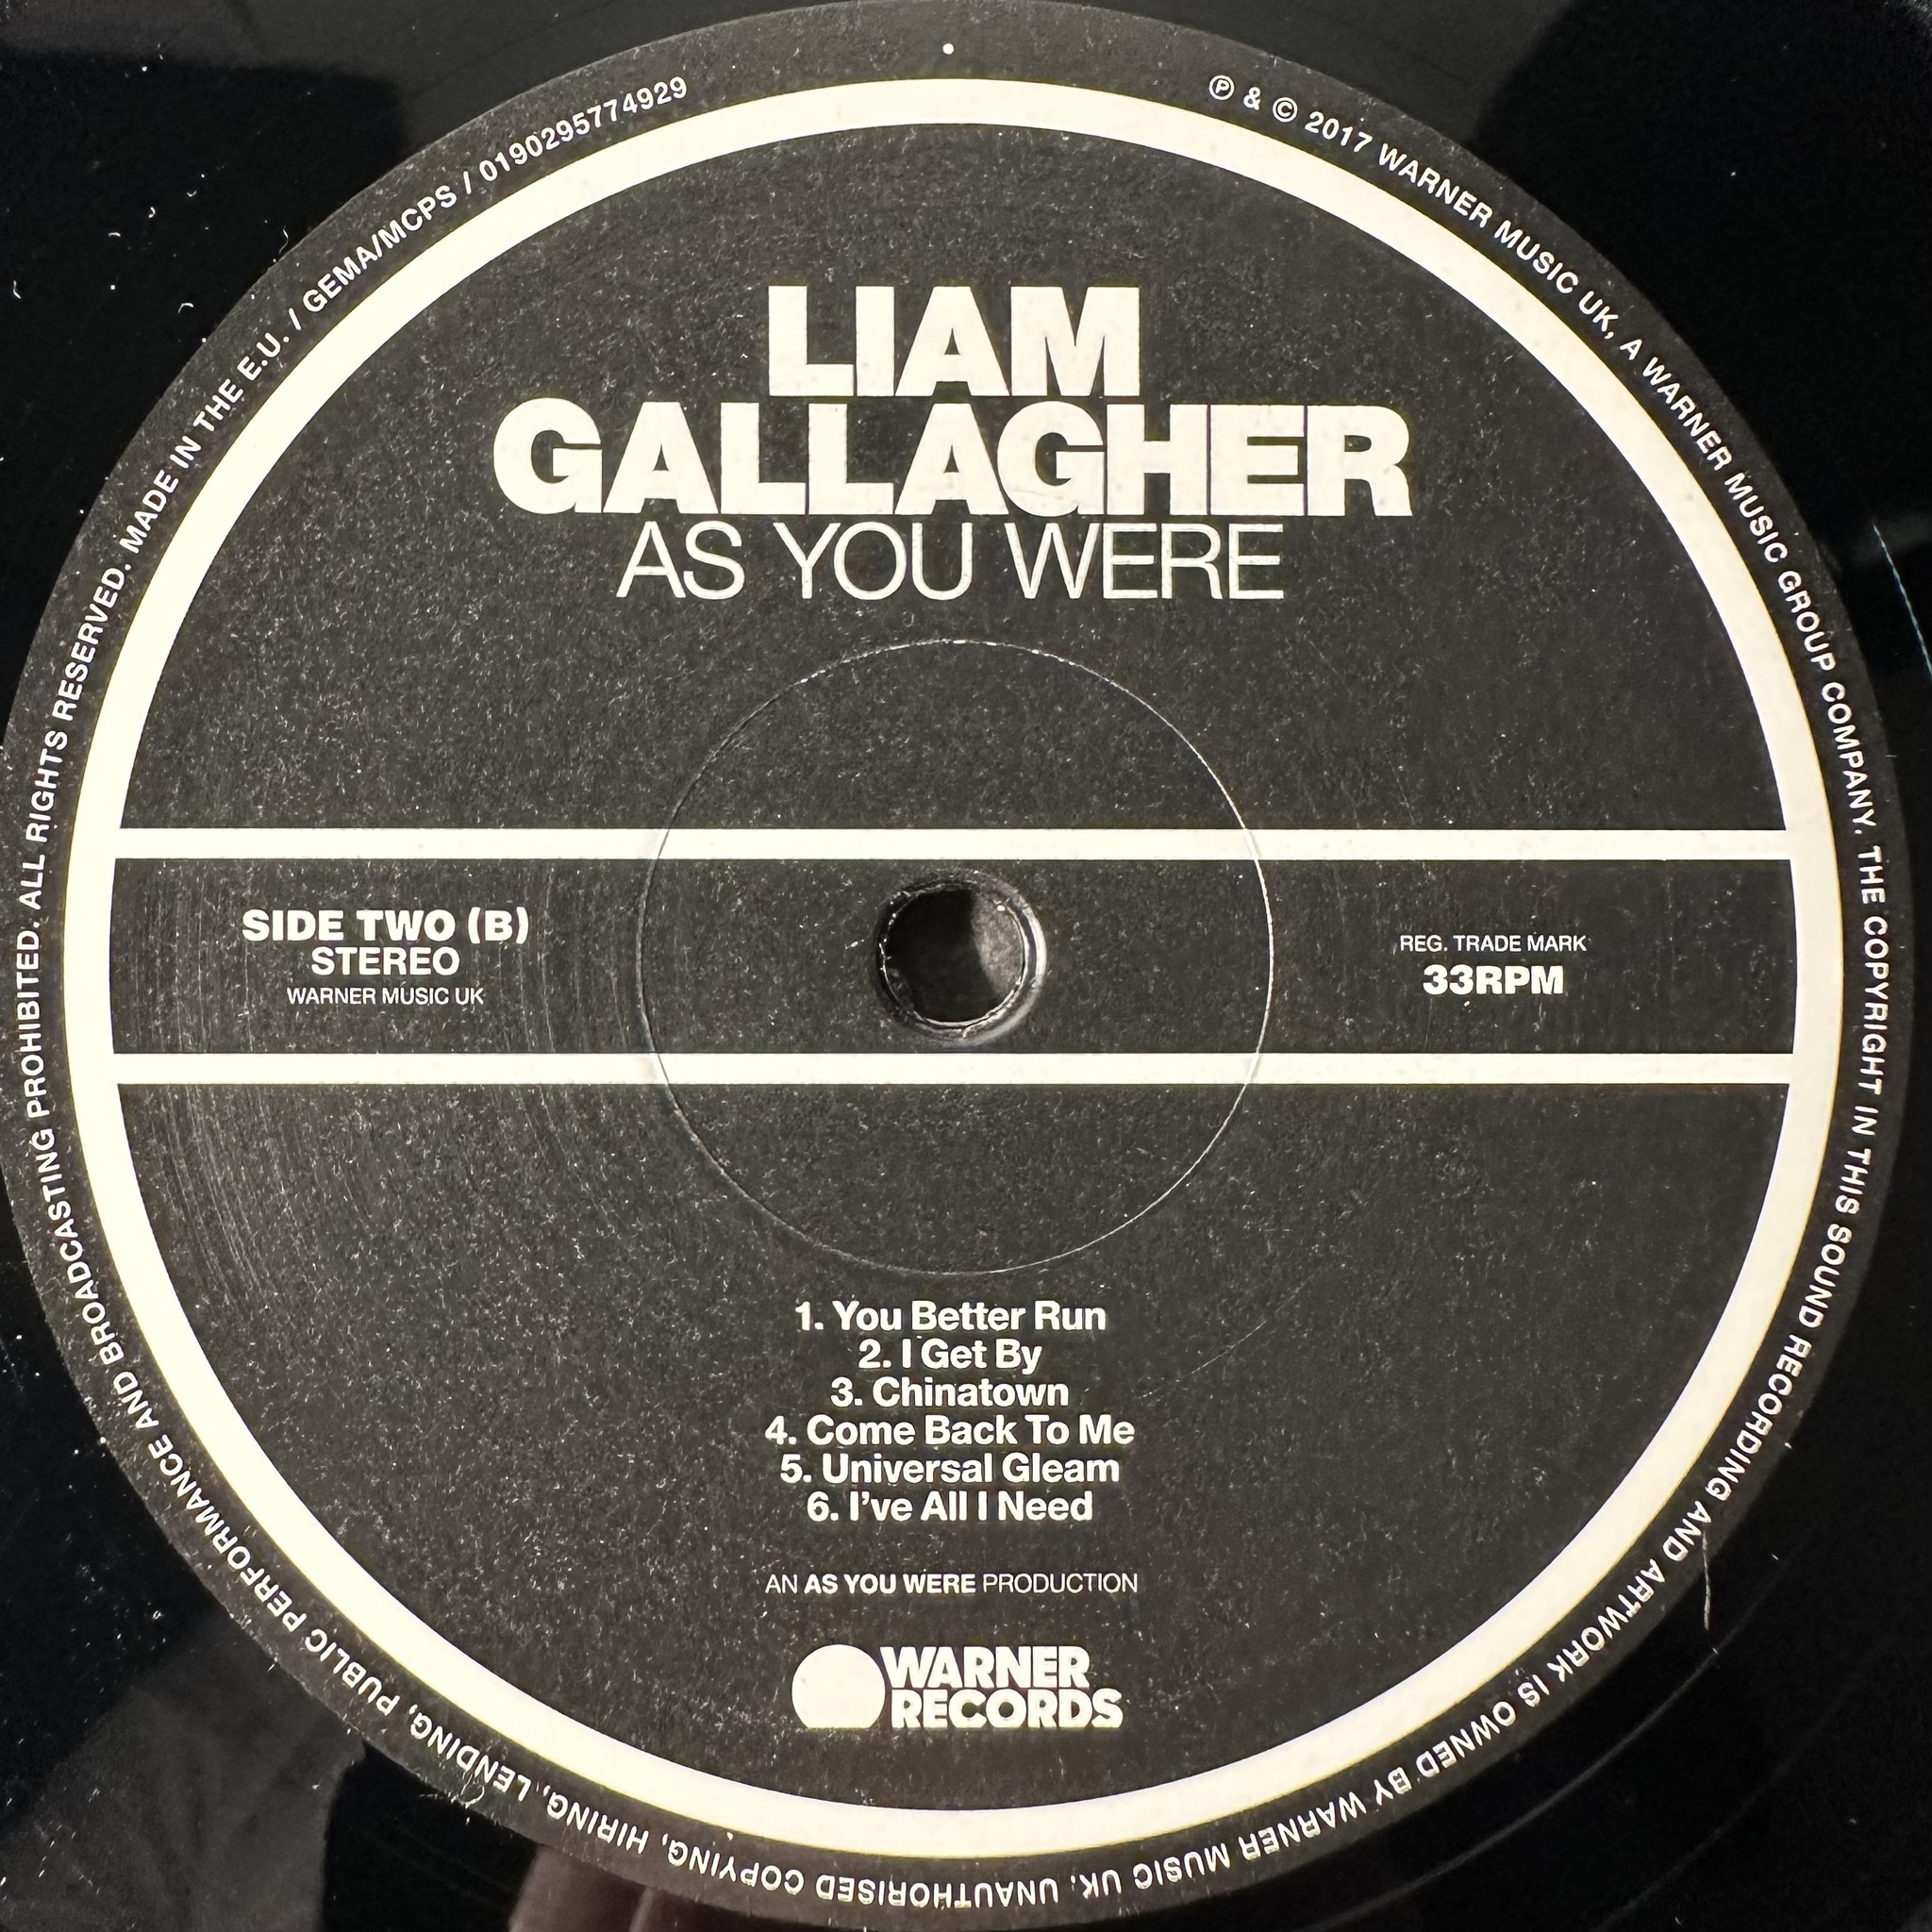 LIAM
GALLAGHER
AS YOU WERE
SIDE TWO (B)
STEREO
WARNER MUSIC UK
REG. TRADE MARK
33RPM
1. You Better Run
2. I Get By
3. Chinatown
4. Come Back To Me
5. Universal Gleam
6. I've All I Need
AN AS YOU WERE PRODUCTION
WARNER
RECORDS
℗ & © 2017 WARNER MUSIC UK, A WARNER MUSIC GROUP COMPANY. THE COPYRIGHT IN THIS SOUND RECORDING AND ARTWORK IS OWNED BY WARNER MUSIC UK. UNAUTHORISED COPYING, HIRING, LENDING, PUBLIC PERFORMANCE AND BROADCASTING PROHIBITED. ALL RIGHTS RESERVED. MADE IN THE E.U. / GEMA/MCPS / 0190295774929